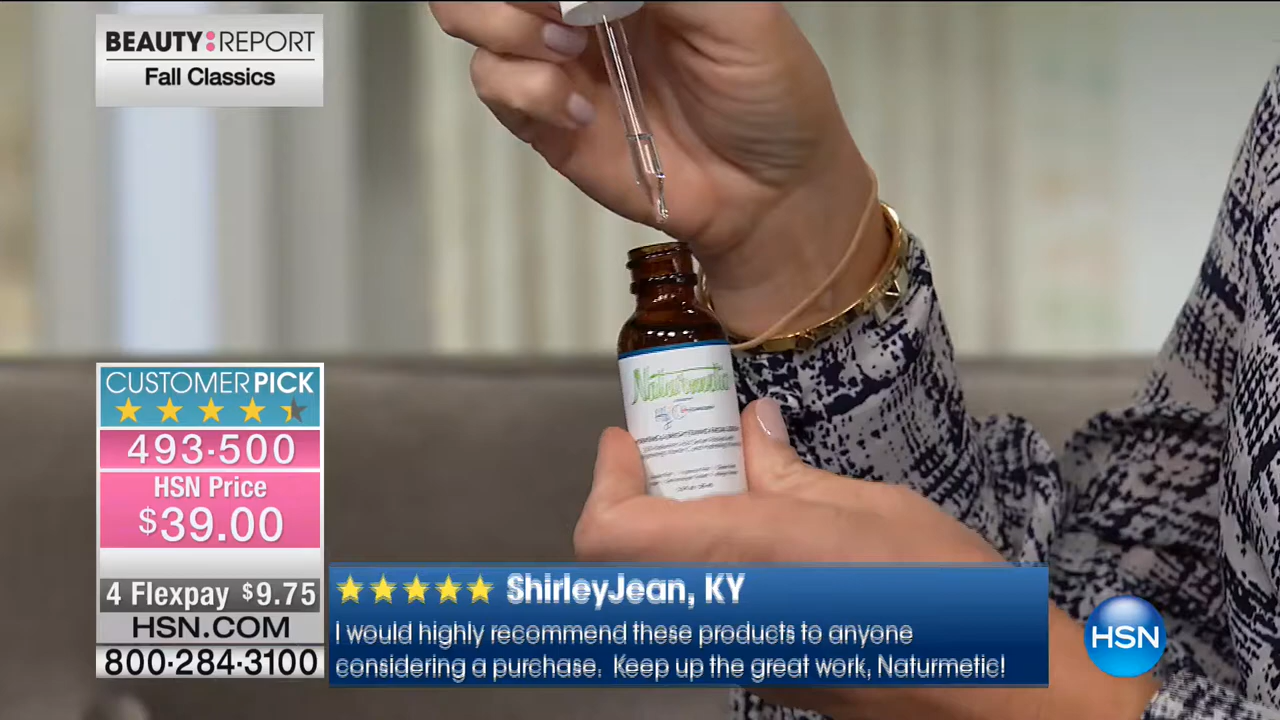 BEAUTY:REPORT
Fall Classics
CUSTOMER PICK
493·500
HSN Price
$39.00
4 Flexpay $9.75
HSN.COM
800·284·3100
Naturmetic
ShirleyJean, KY
I would highly recommend these products to anyone
considering a purchase. Keep up the great work, Naturmetic!
HSN